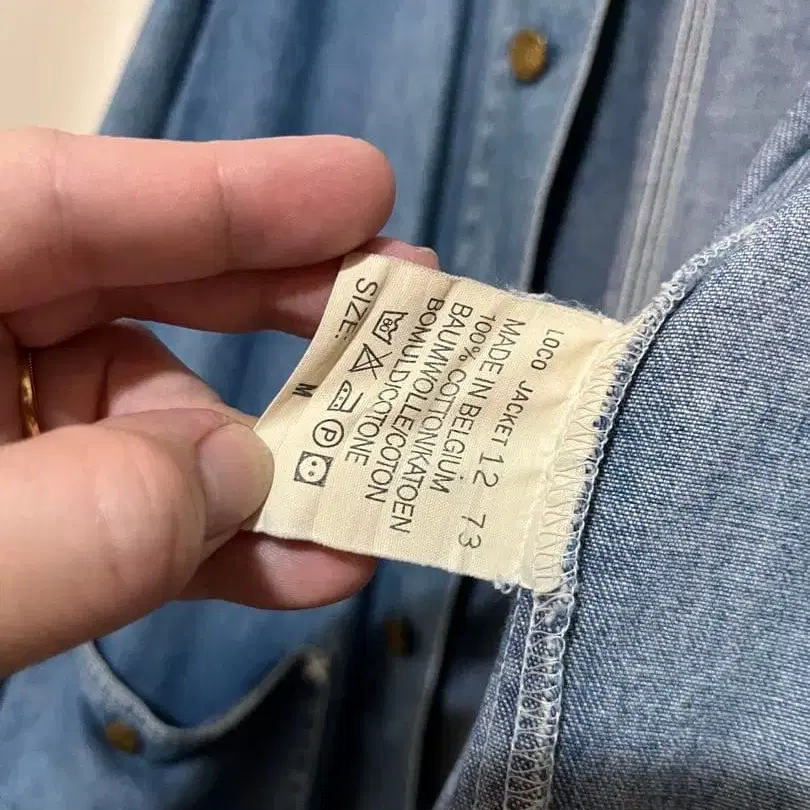 LOCO JACKET 12 73
MADE IN BELGIUM
100% COTTON/KATOEN
BAUMWOLLE/COTON
BOMULD/COTONE
P
SIZE: M